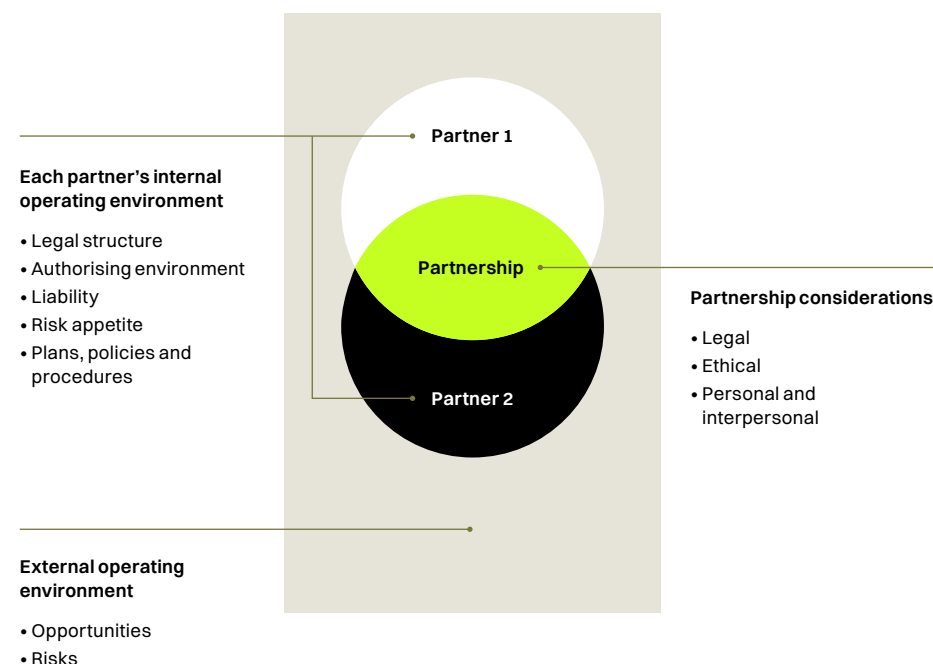 Partner 1
Each partner’s internal
operating environment
• Legal structure
• Authorising environment
• Liability
• Risk appetite
• Plans, policies and
procedures
Partnership
Partnership considerations
• Legal
• Ethical
• Personal and
interpersonal
Partner 2
External operating
environment
• Opportunities
• Risks